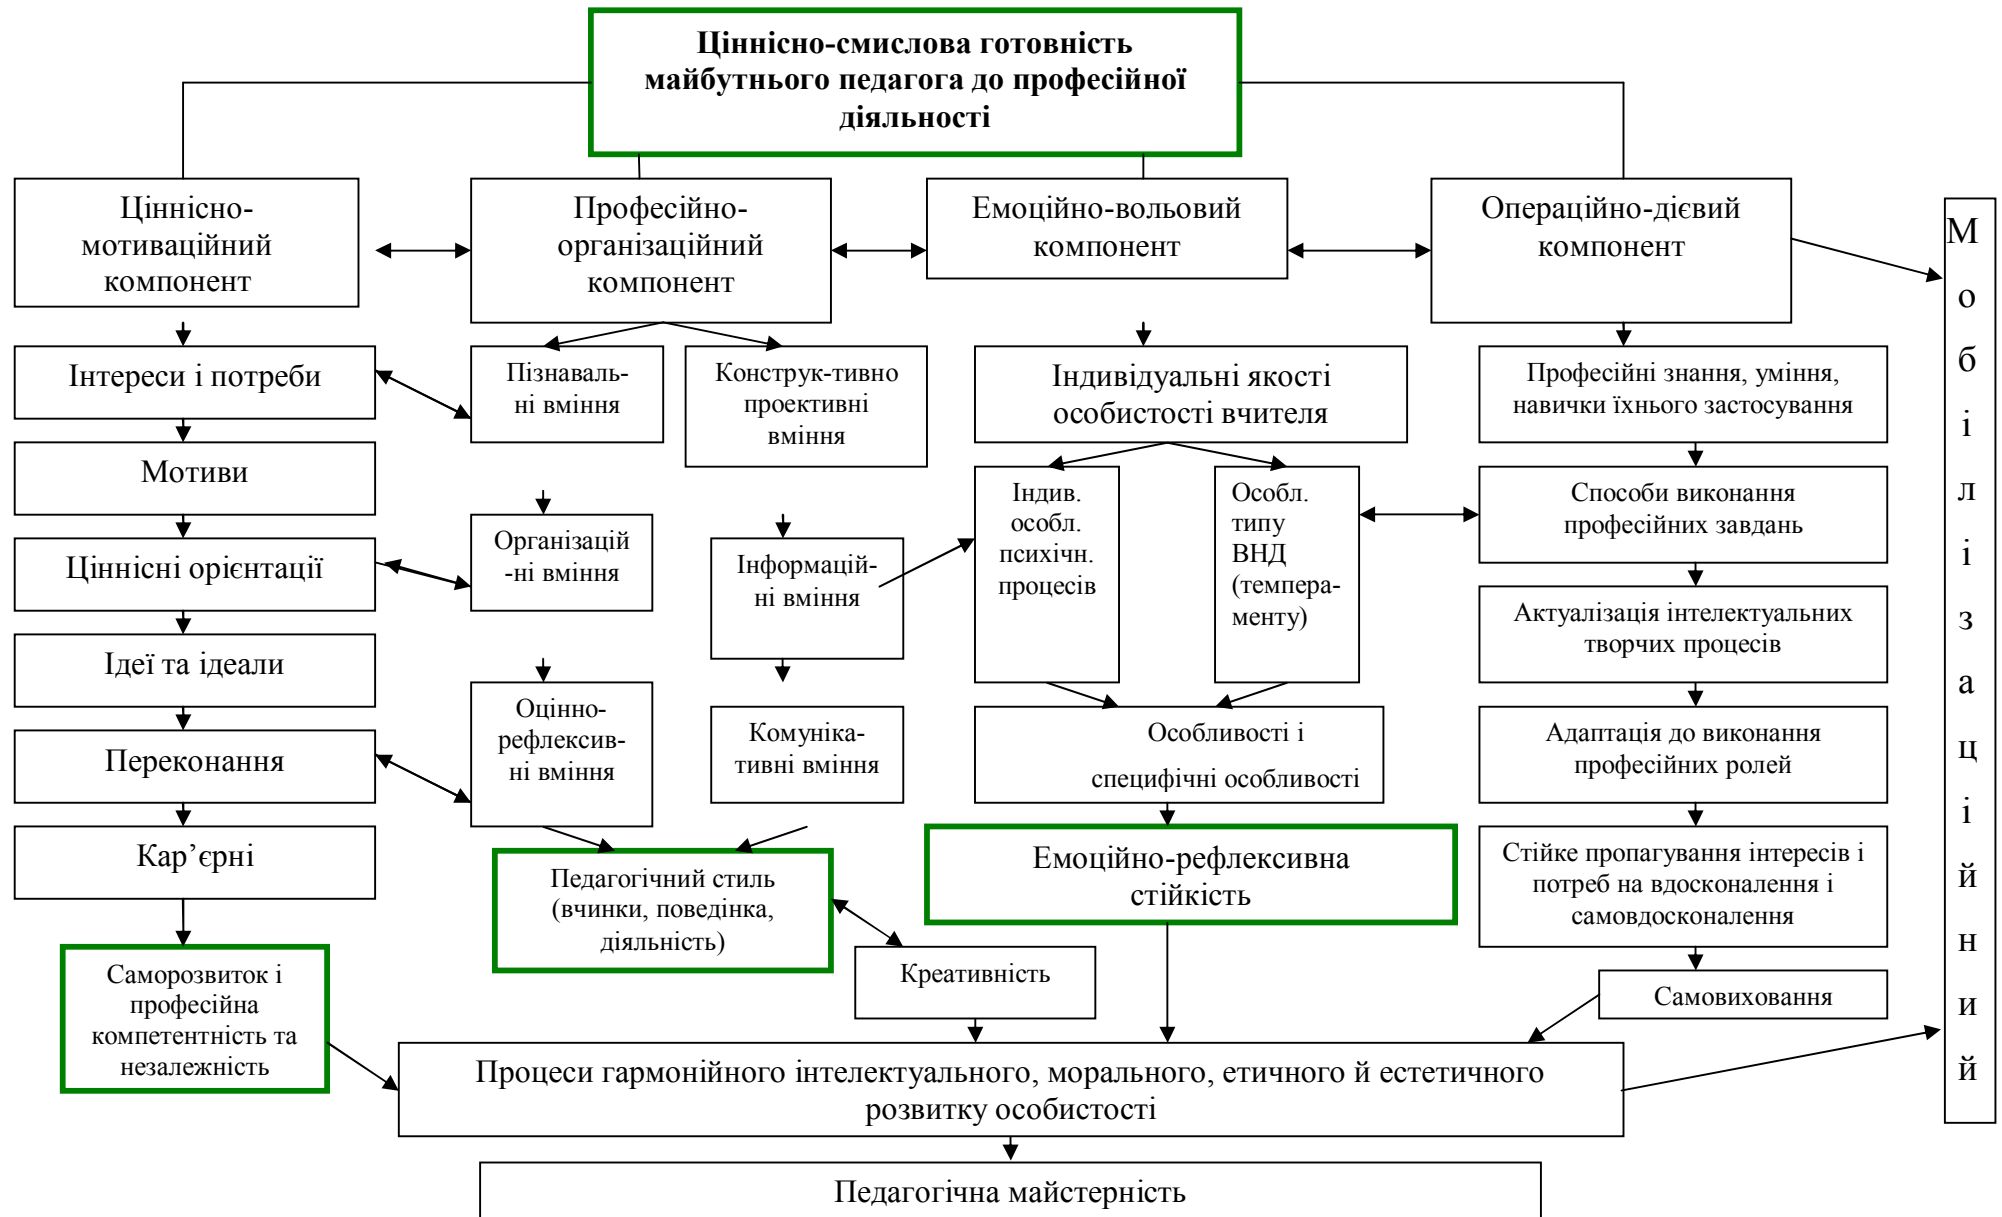 Ціннісно-смислова готовність
майбутнього педагога до професійної
діяльності
Ціннісно-
мотиваційний
компонент
Професійно-
організаційний
компонент
Емоційно-вольовий
компонент
Операційно-дієвий
компонент
М
о
б
і
л
і
з
а
ц
і
й
н
и
й
Інтереси і потреби
Мотиви
Ціннісні орієнтації
Ідеї та ідеали
Переконання
Кар’єрні
Саморозвиток і
професійна
компетентність та
незалежність
Пізнаваль-
ні вміння
Конструк-тивно
проективні
вміння
Організацій
-ні вміння
Інформацій-
ні вміння
Оцінно-
рефлексив-
ні вміння
Комуніка-
тивні вміння
Педагогічний стиль
(вчинки, поведінка,
діяльність)
Креативність
Індивідуальні якості
особистості вчителя
Індив.
особл.
психічн.
процесів
Особл.
типу
ВНД
(темпера-
менту)
Особливості і
специфічні особливості
Емоційно-рефлексивна
стійкість
Професійні знання, уміння,
навички їхнього застосування
Способи виконання
професійних завдань
Актуалізація інтелектуальних
творчих процесів
Адаптація до виконання
професійних ролей
Стійке пропагування інтересів і
потреб на вдосконалення і
самовдосконалення
Самовиховання
Процеси гармонійного інтелектуального, морального, етичного й естетичного
розвитку особистості
Педагогічна майстерність